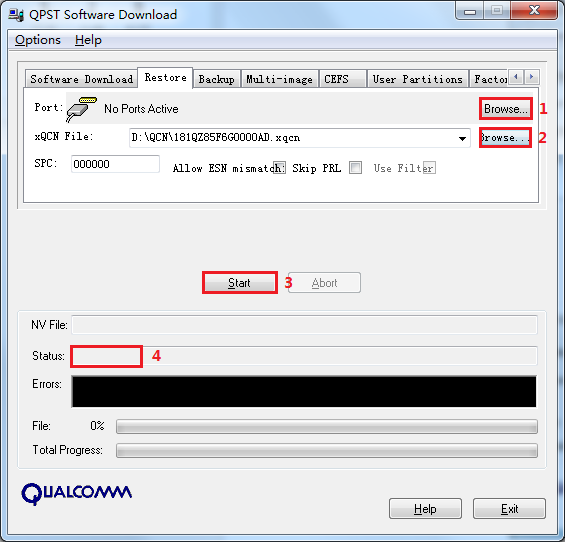 QPST Software Download
Options Help
Software Download Restore Backup Multi-image CEFS User Partitions Factor
Port: No Ports Active Browse... 1
xQCN File: D:\QCN\181QZ85F6G0000AD.xqcn Browse... 2
SPC: 000000 Allow ESN mismatch: Skip PRL Use Filter
Start 3 Abort
NV File:
Status: 4
Errors:
File: 0%
Total Progress:
QUALCOMM
Help Exit